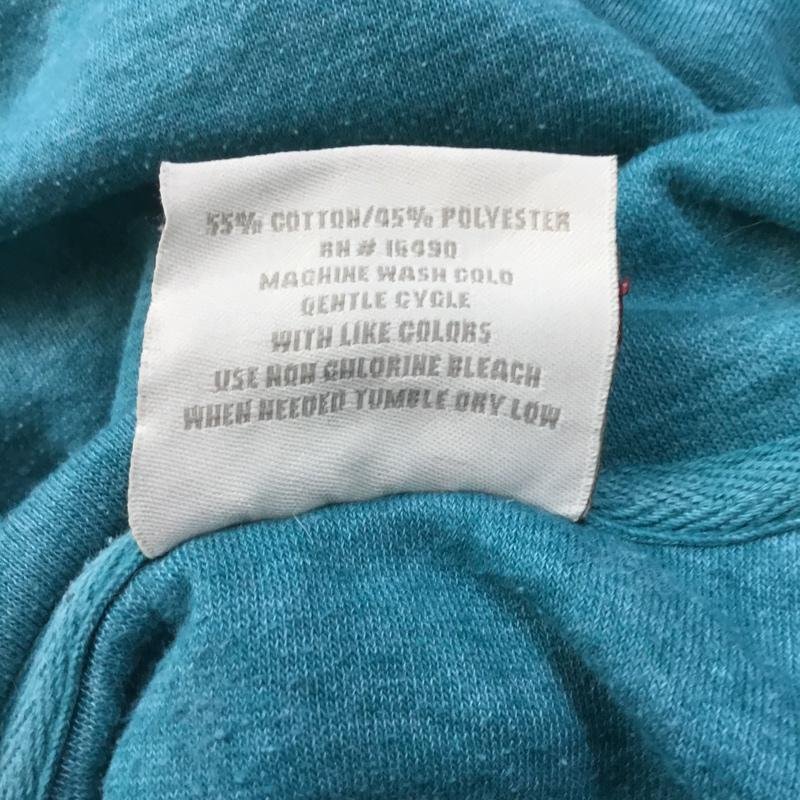 55% COTTON/45% POLYESTER
RN # 16490
MACHINE WASH COLD
GENTLE CYCLE
WITH LIKE COLORS
USE NON CHLORINE BLEACH
WHEN NEEDED TUMBLE DRY LOW